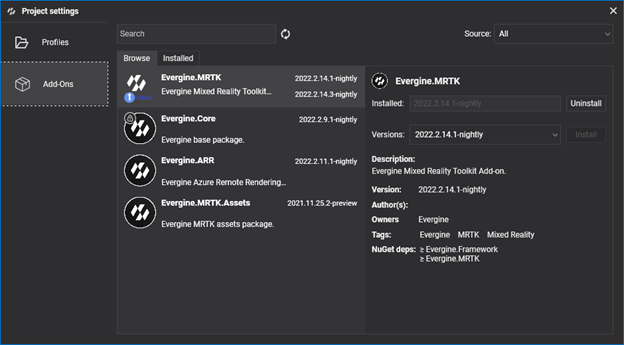 Project settings
Profiles
Add-Ons
Search
Source:
All
Browse
Installed
Evergine.MRTK
2022.2.14.1-nightly
Evergine Mixed Reality Toolkit...
2022.2.14.3-nightly
Evergine.Core
2022.2.9.1-nightly
Evergine base package.
Evergine.ARR
2022.2.11.1-nightly
Evergine Azure Remote Rendering...
Evergine.MRTK.Assets
2021.11.25.2-preview
Evergine MRTK assets package.
Evergine.MRTK
Installed:
2022.2.14.1-nightly
Uninstall
Versions:
2022.2.14.1-nightly
Install
Description:
Evergine Mixed Reality Toolkit Add-on.
Version:
2022.2.14.1-nightly
Author(s):
Owners
Evergine
Tags:
Evergine MRTK Mixed Reality
NuGet deps:
≥ Evergine.Framework
≥ Evergine.MRTK